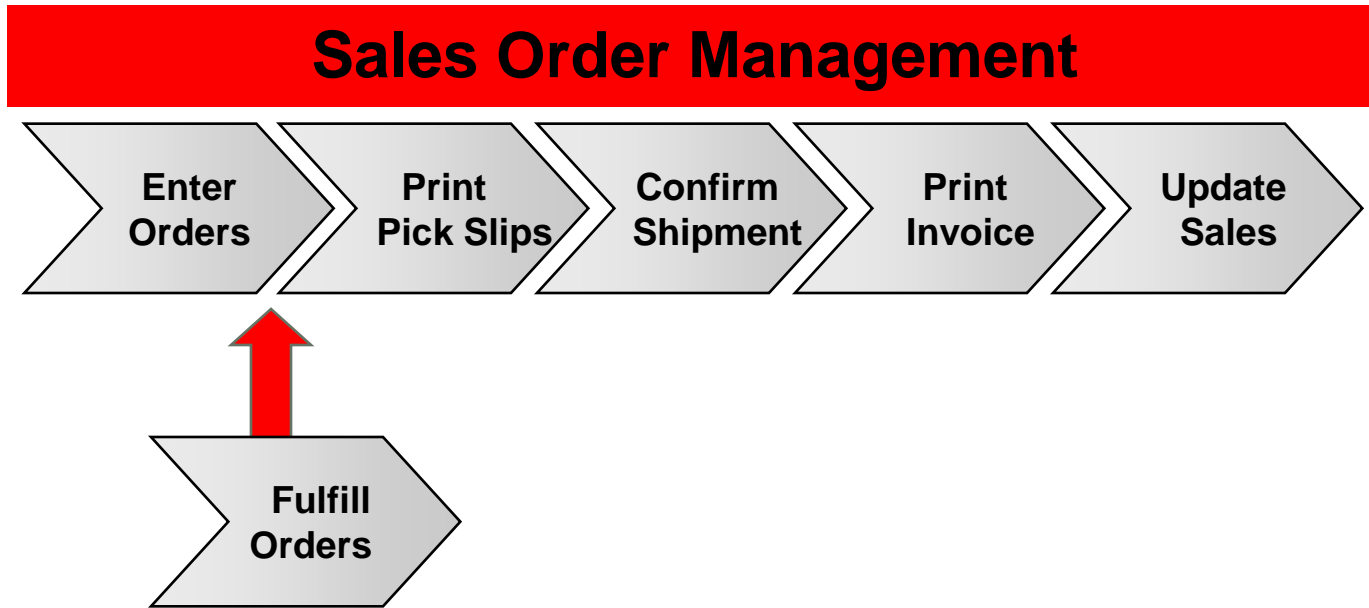 Sales Order Management
Enter
Orders
Print
Pick Slips
Confirm
Shipment
Print
Invoice
Update
Sales
Fulfill
Orders